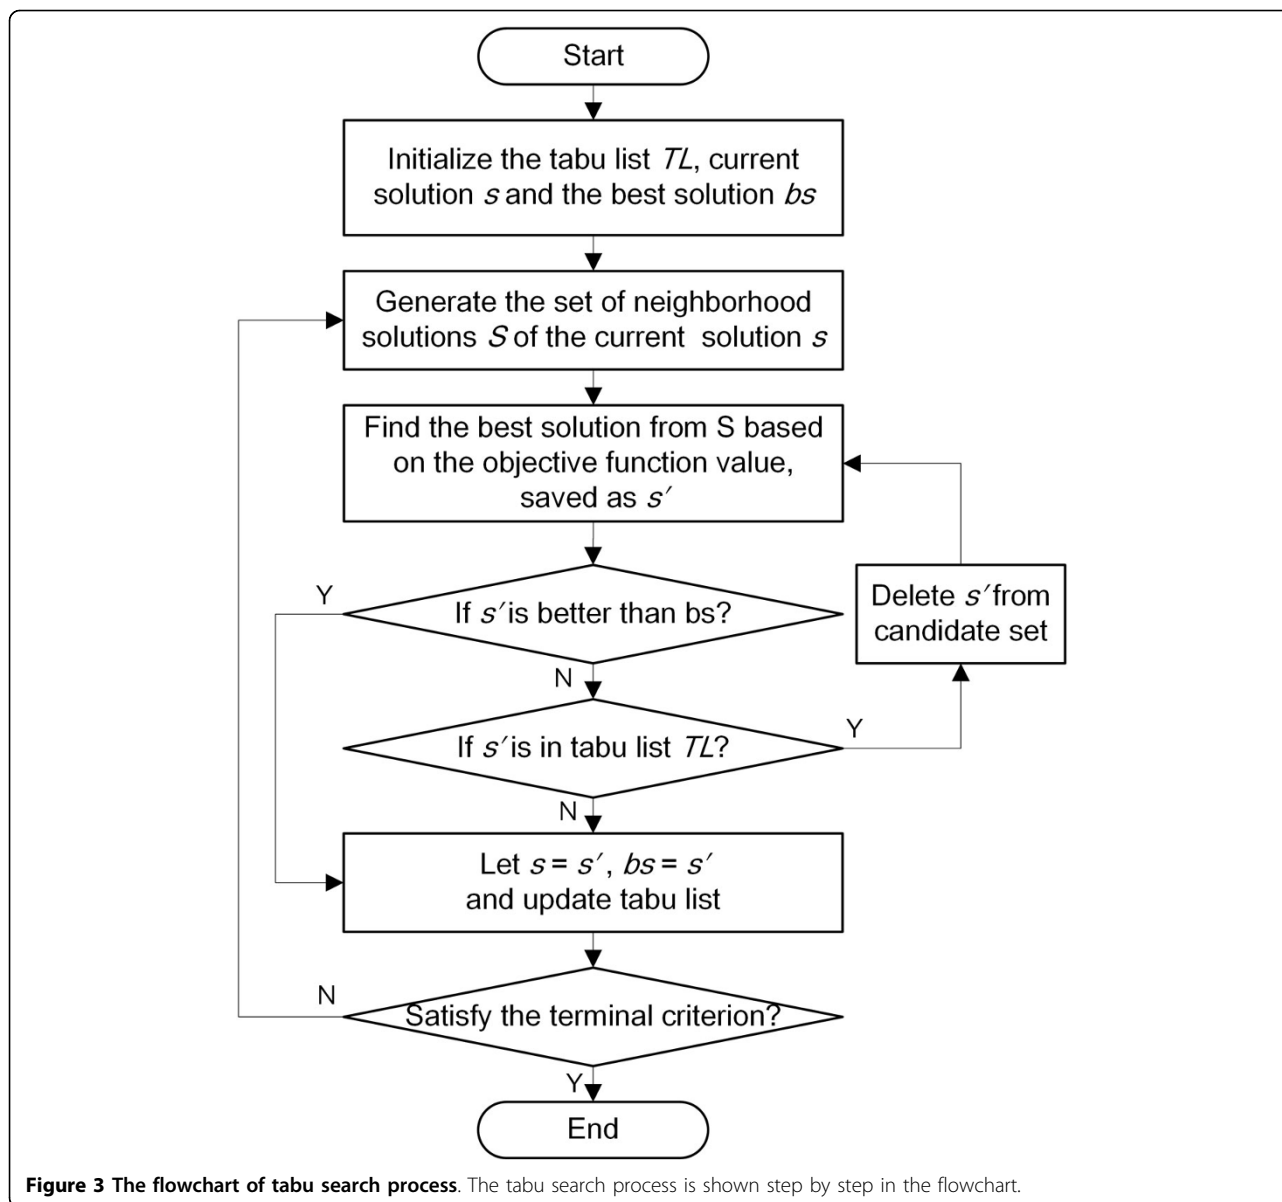 Start
Initialize the tabu list TL, current
solution s and the best solution bs
Generate the set of neighborhood
solutions S of the current solution s
Find the best solution from S based
on the objective function value,
saved as s′
Y
If s′ is better than bs?
Delete s′ from
candidate set
N
If s′ is in tabu list TL?
Y
N
Let s = s′, bs = s′
and update tabu list
N
Satisfy the terminal criterion?
Y
End
Figure 3 The flowchart of tabu search process. The tabu search process is shown step by step in the flowchart.